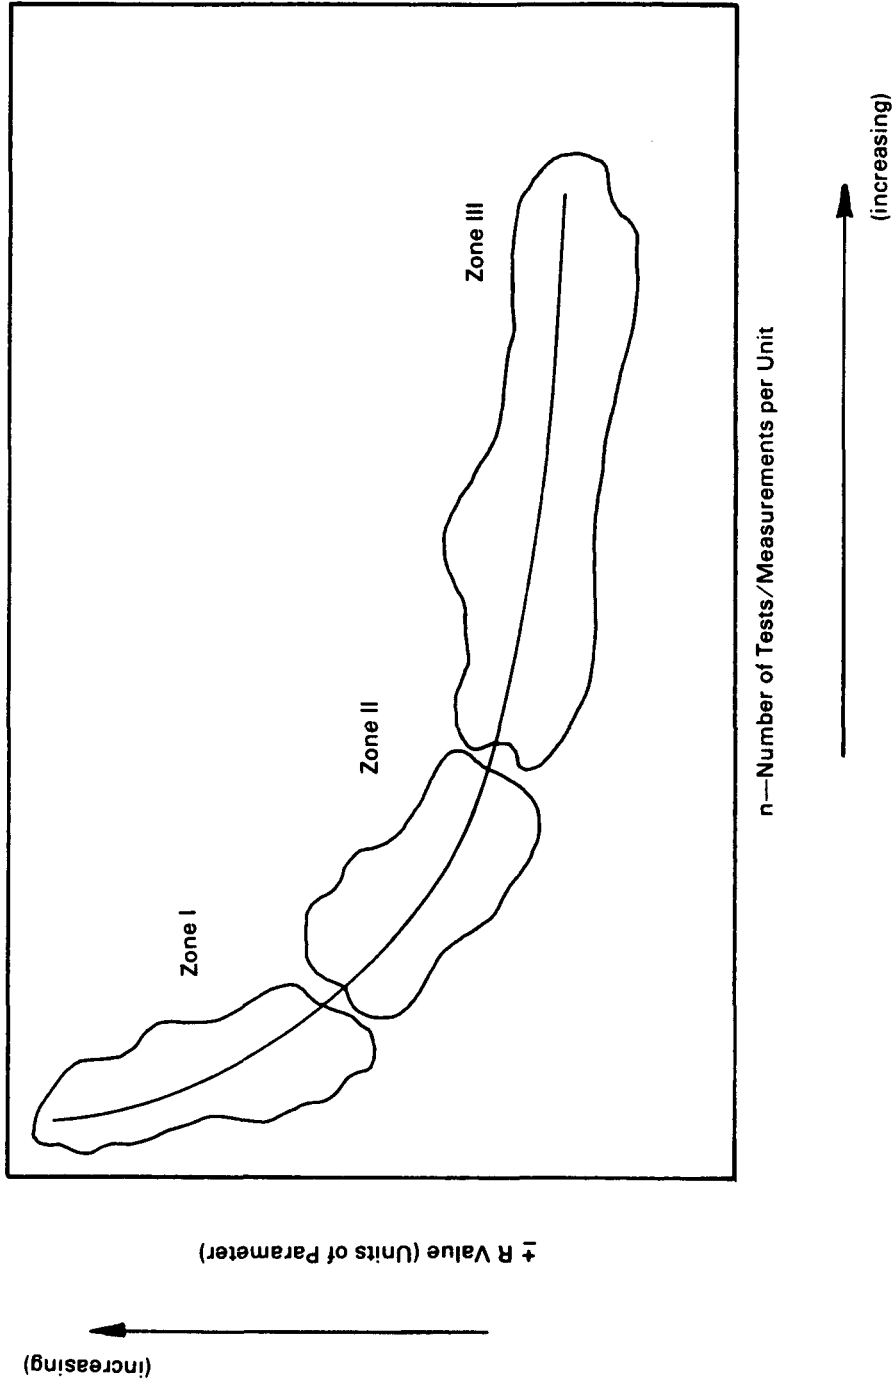 Zone I
Zone II
Zone III
± R Value (Units of Parameter)
(increasing)
n—Number of Tests/Measurements per Unit
(increasing)